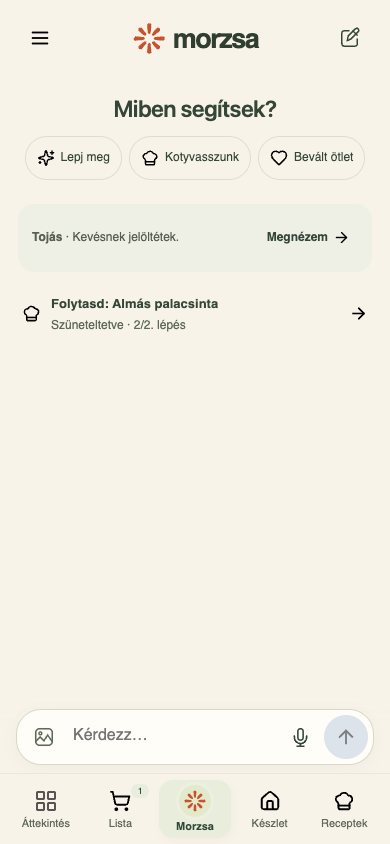 morzsa
Miben segítsek?
Lepj meg
Kotyvasszunk
Bevált ötlet
Tojás · Kevésnek jelöltétek.
Megnézem
Folytasd: Almás palacsinta
Szüneteltetve · 2/2. lépés
Kérdezz…
1
Áttekintés
Lista
Morzsa
Készlet
Receptek